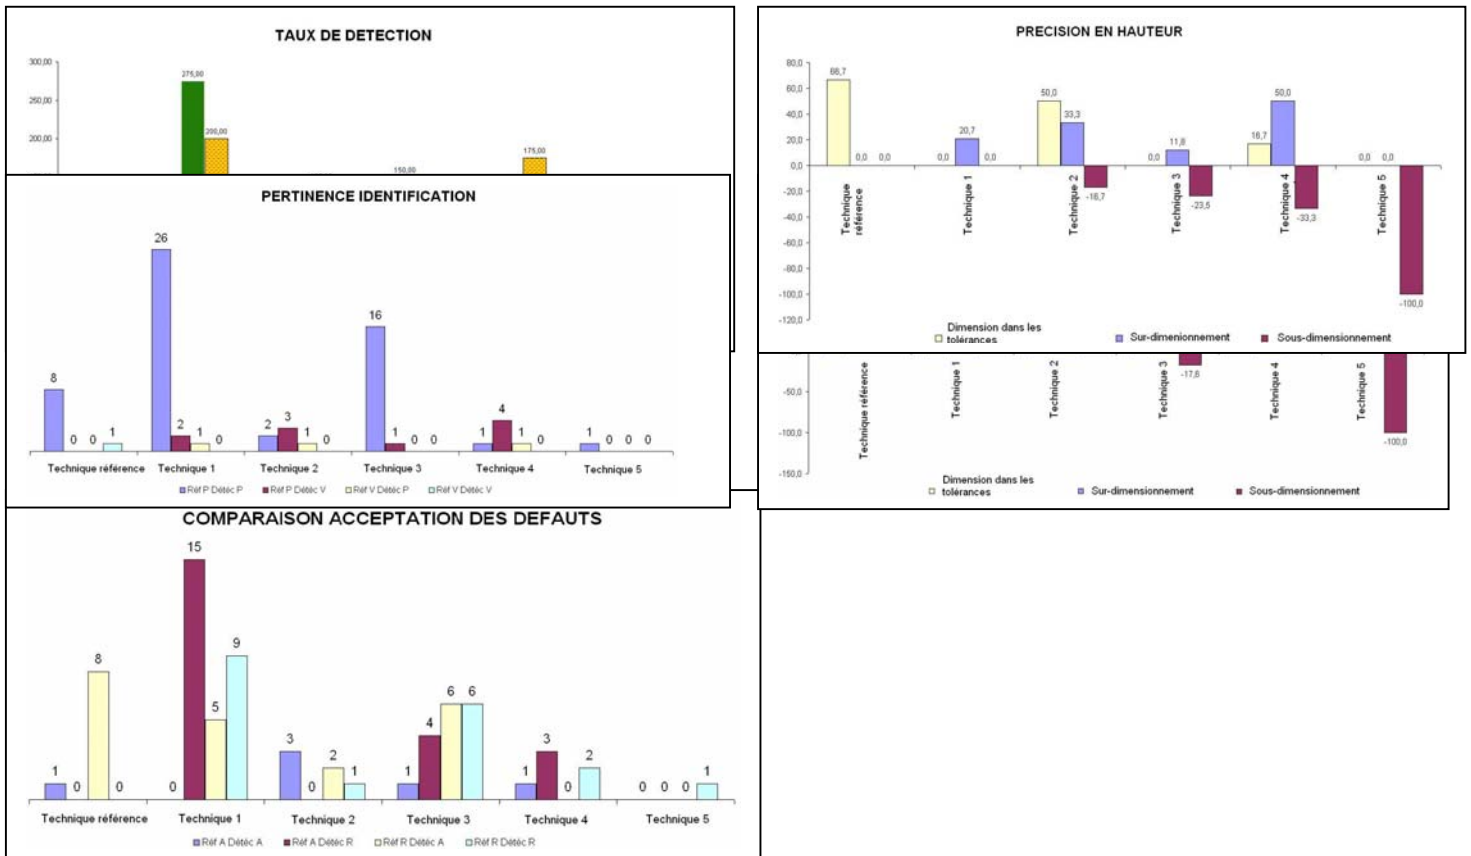 TAUX DE DETECTION
300,00
275,00
250,00
200,00
200,00
175,00
150,00
PERTINENCE IDENTIFICATION
26
16
8
0 0 1
2 1 0
2 3 1 0
1 0 0
1 4 1 0
1 0 0 0
Technique référence Technique 1 Technique 2 Technique 3 Technique 4 Technique 5
Réf P Détéc P Réf P Détéc V Réf V Détéc P Réf V Détéc V
COMPARAISON ACCEPTATION DES DEFAUTS
1 0 8 0
0 15 5 9
3 0 2 1
1 4 6 6
1 3 0 2
0 0 0 1
Technique référence Technique 1 Technique 2 Technique 3 Technique 4 Technique 5
Réf A Détéc A Réf A Détéc R Réf R Détéc A Réf R Détéc R
PRECISION EN HAUTEUR
80,0
60,0
40,0
20,0
0,0
-20,0
-40,0
-60,0
-80,0
-100,0
-120,0
66,7 0,0 0,0
0,0 20,7 0,0
50,0 33,3 -16,7
0,0 11,8 -23,5
16,7 50,0 -33,3
0,0 0,0 -100,0
Technique
référence
Technique 1
Technique 2
Technique 3
Technique 4
Technique 5
Dimension dans les
tolérances
Sur-dimenionnement
Sous-dimensionnement
-50,0
-100,0
-150,0
-17,6
-100,0
Technique référence
Technique 1
Technique 2
Technique 3
Technique 4
Technique 5
Dimension dans les
tolérances
Sur-dimensionnement
Sous-dimensionnement